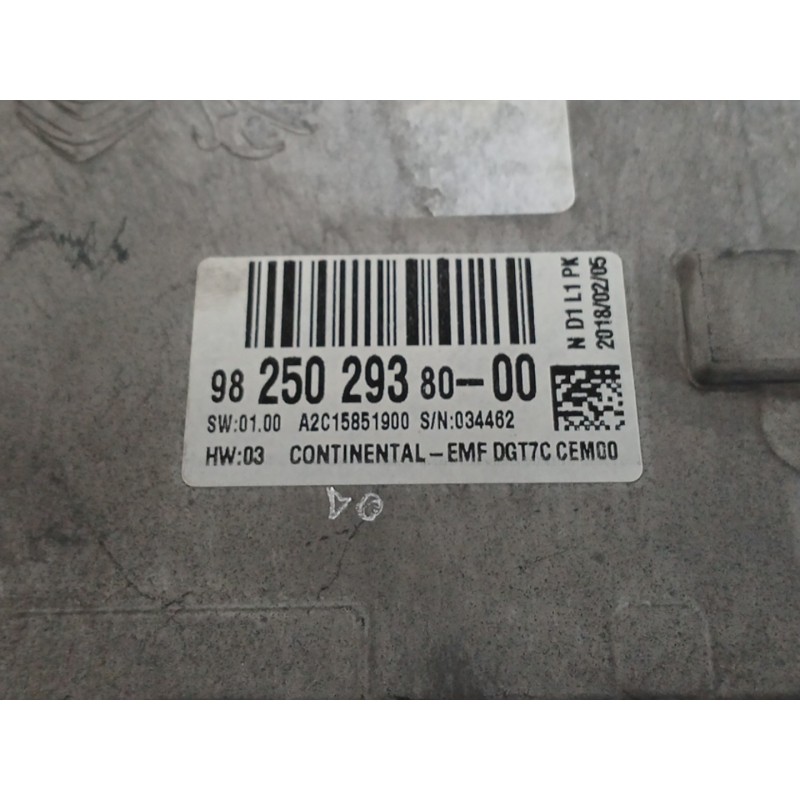 98 250 293 80-00
SW:01.00 A2C15851900 S/N:034462
HW:03 CONTINENTAL-EMF DGT7C CEM00
N D1 L1 PK
2018/02/05